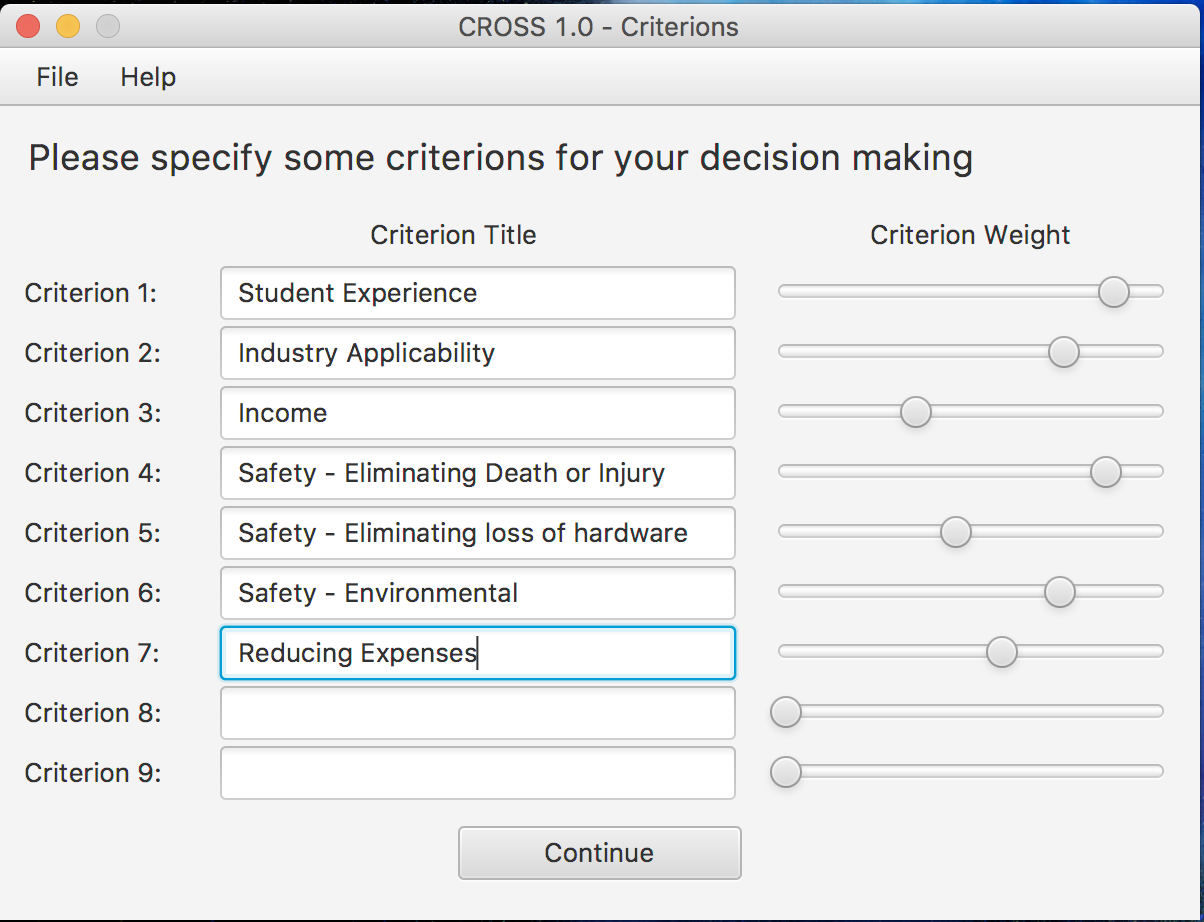 CROSS 1.0 - Criterions
File Help
Please specify some criterions for your decision making
Criterion Title Criterion Weight
Criterion 1: Student Experience
Criterion 2: Industry Applicability
Criterion 3: Income
Criterion 4: Safety - Eliminating Death or Injury
Criterion 5: Safety - Eliminating loss of hardware
Criterion 6: Safety - Environmental
Criterion 7: Reducing Expenses
Criterion 8:
Criterion 9:
Continue